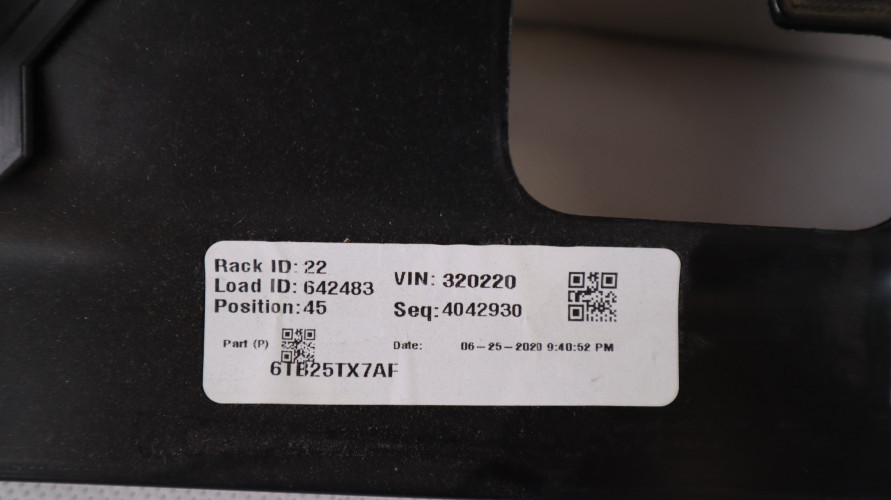 Rack ID: 22
Load ID: 642483
Position:45
VIN: 320220
Seq:4042930
Part (P)
6TB25TX7AF
Date: 06-25-2020 9:40:52 PM